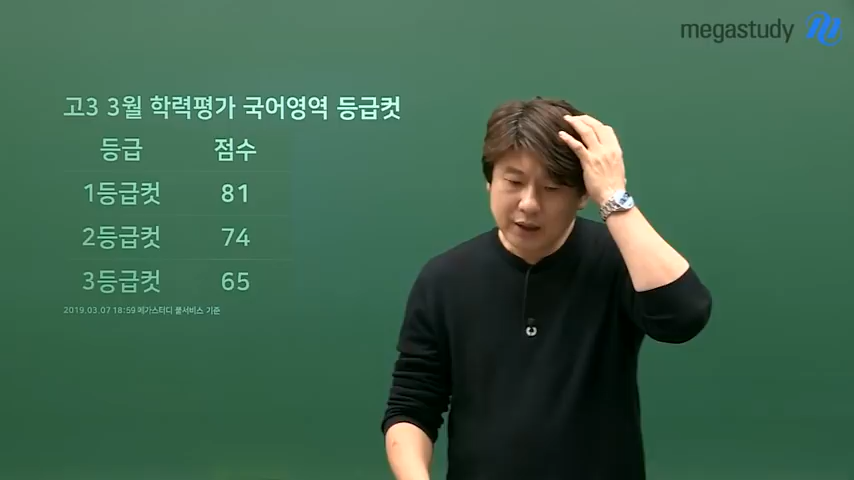 megastudy
고3 3월 학력평가 국어영역 등급컷
등급 점수
1등급컷 81
2등급컷 74
3등급컷 65
2019.03.07 18:59 메가스터디 풀서비스 기준